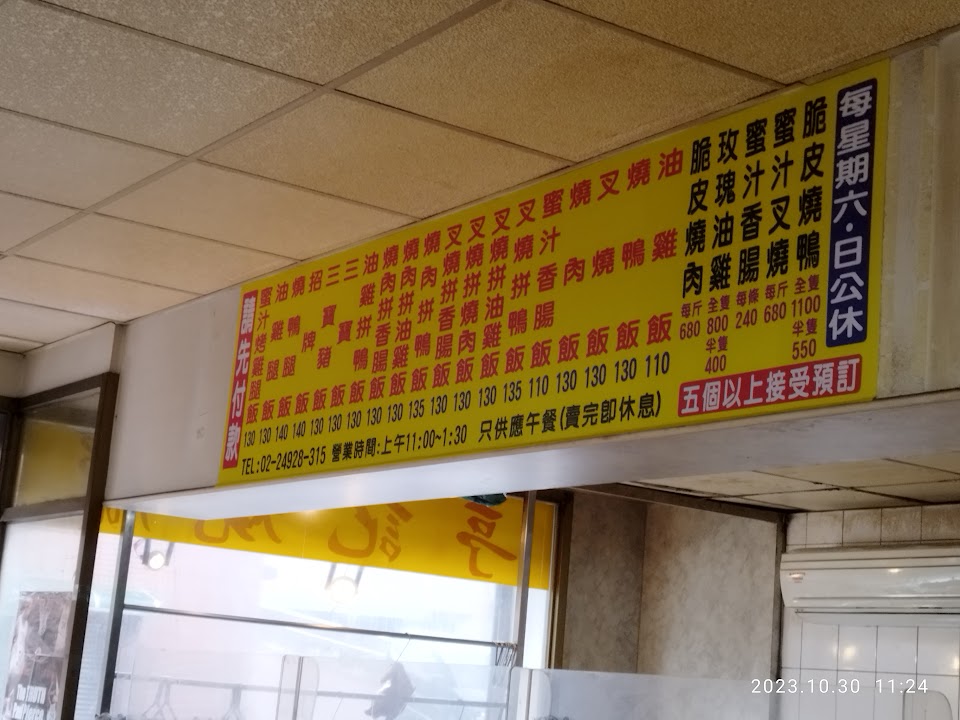 每星期六‧日公休
脆皮燒鴨 全隻1100 半隻550
蜜汁叉燒 每斤680
蜜汁香腸 每條240
玫瑰油雞 全隻800 半隻400
脆皮燒肉 每斤680
五個以上接受預訂
油雞飯 110
燒鴨飯 130
叉燒飯 130
燒肉飯 130
蜜汁香腸飯 110
叉燒拼鴨飯 135
叉燒拼油雞飯 130
叉燒拼燒肉飯 130
叉燒拼香腸飯 130
燒肉拼鴨飯 135
燒肉拼油雞飯 130
燒肉拼香腸飯 130
油雞拼鴨飯 130
三寶飯 130
三寶豬飯 130
招牌飯 140
燒鴨腿飯 140
油雞腿飯 130
蜜汁烤雞腿飯 130
請先付款
TEL:02-24928-315 營業時間:上午11:00~1:30 只供應午餐(賣完即休息)
2023.10.30 11:24